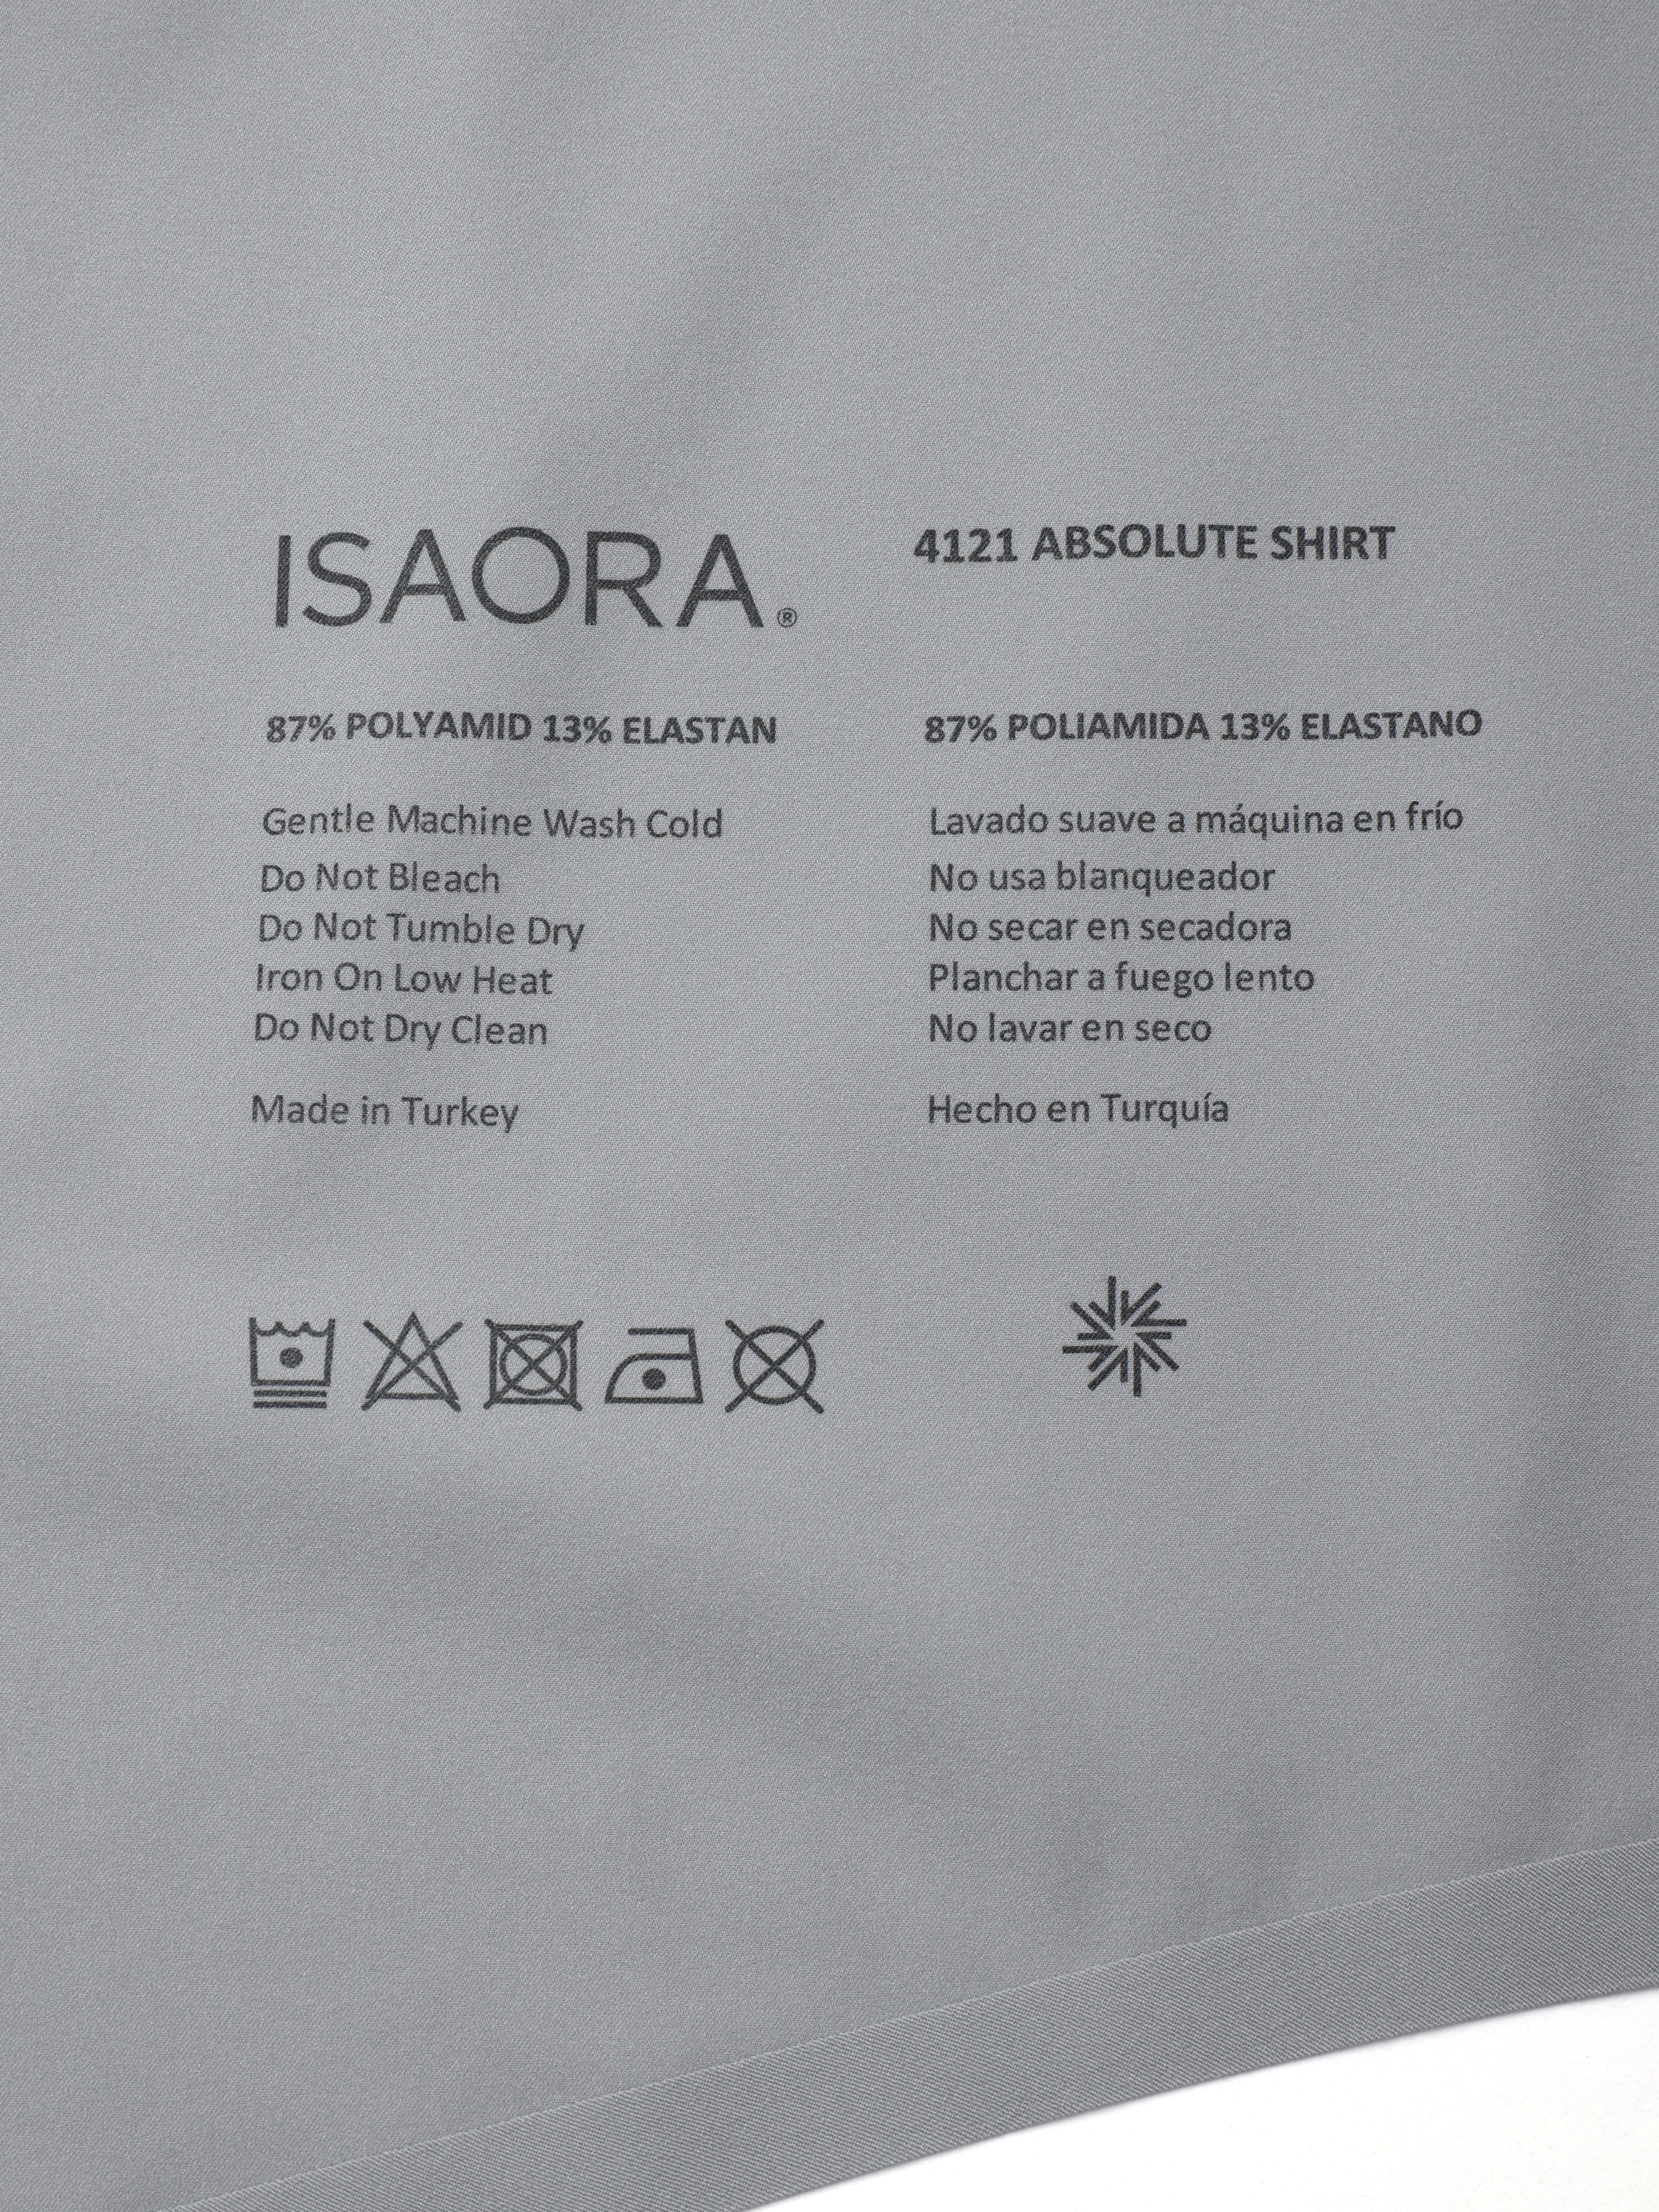 ISAORA®
4121 ABSOLUTE SHIRT
87% POLYAMID 13% ELASTAN
Gentle Machine Wash Cold
Do Not Bleach
Do Not Tumble Dry
Iron On Low Heat
Do Not Dry Clean
Made in Turkey
87% POLIAMIDA 13% ELASTANO
Lavado suave a máquina en frío
No usa blanqueador
No secar en secadora
Planchar a fuego lento
No lavar en seco
Hecho en Turquía